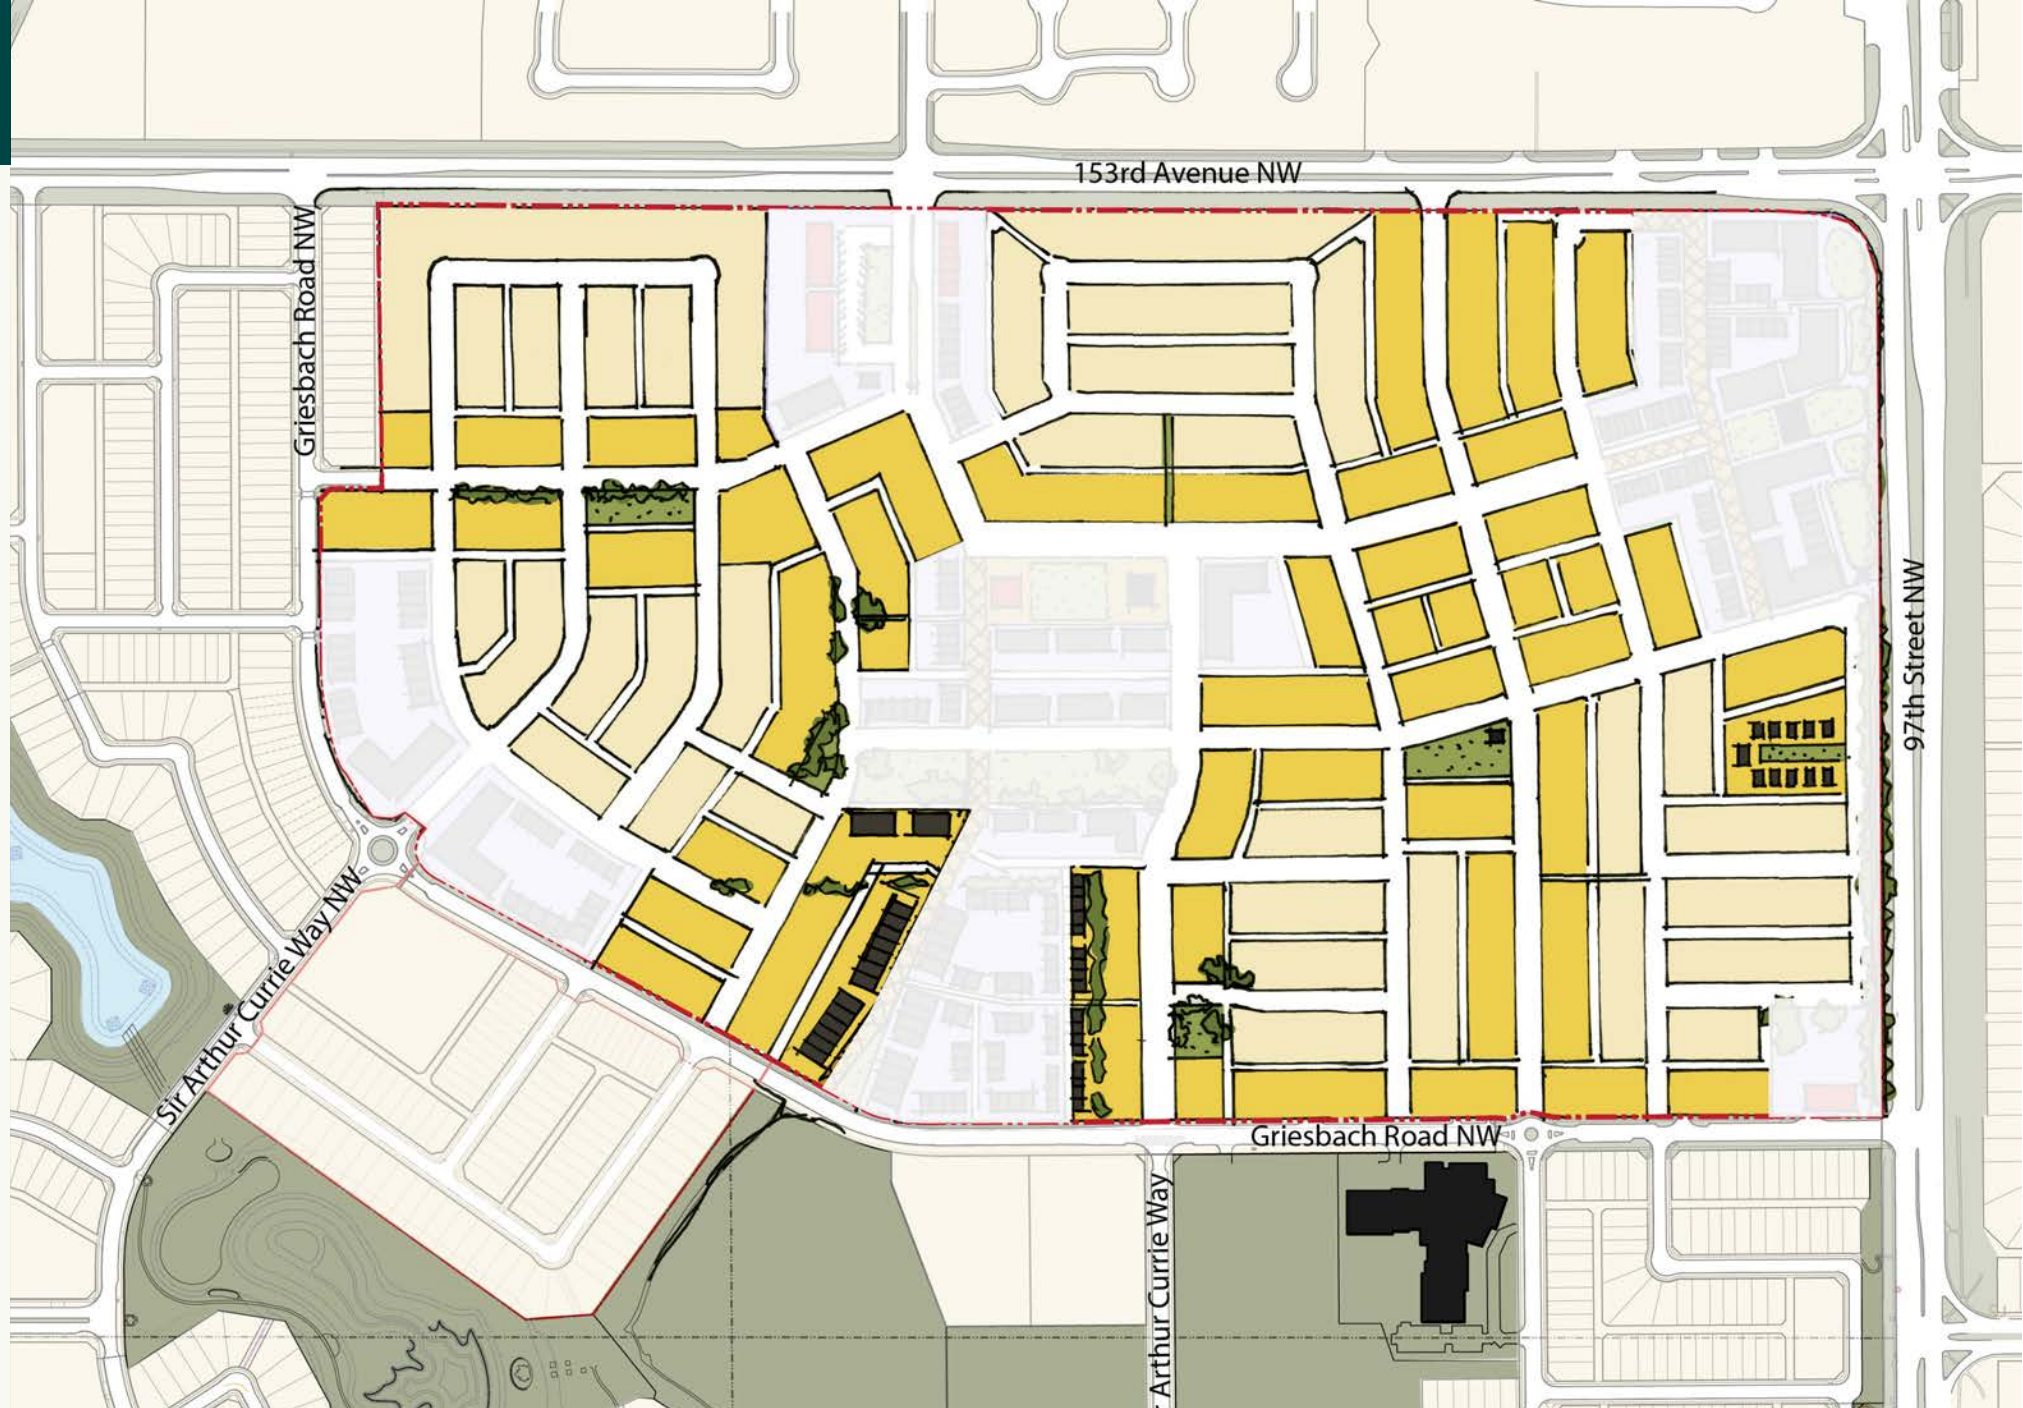 153rd Avenue NW
Griesbach Road NW
97th Street NW
Sir Arthur Currie Way NW
Griesbach Road NW
Arthur Currie Way